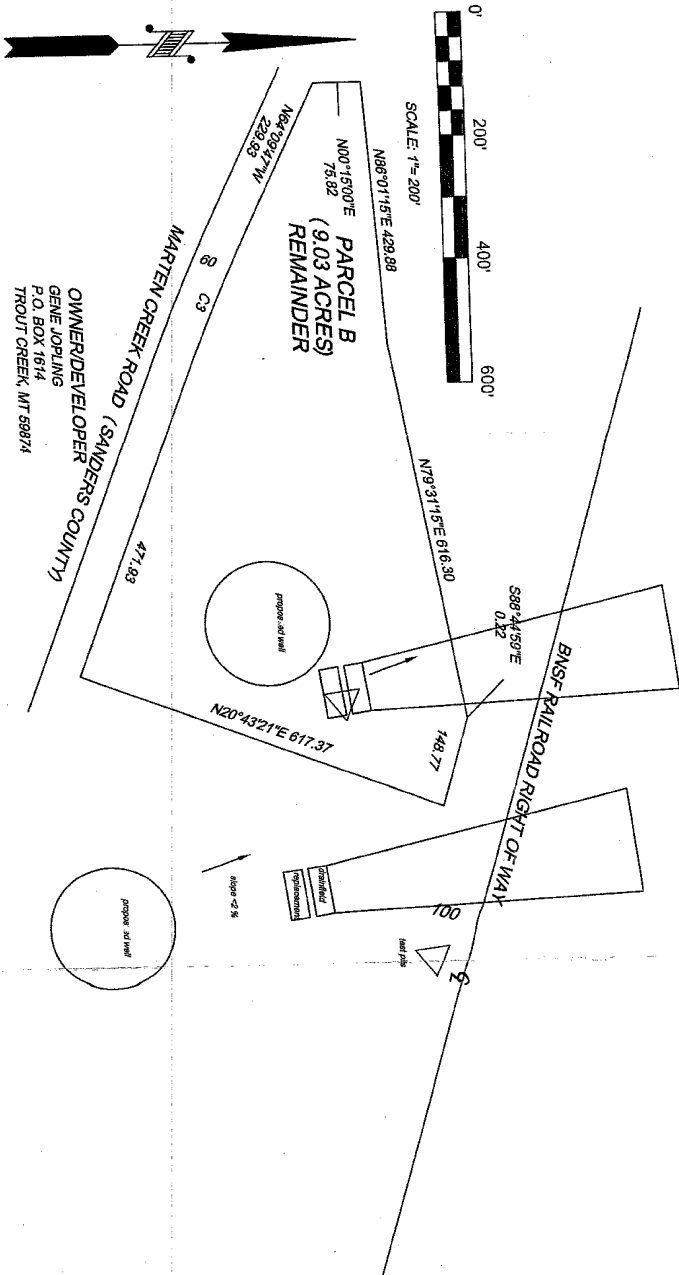 0'
200'
400'
600'
SCALE: 1"= 200'
N86°01'15"E 429.88
N79°31'15"E 616.30
S88°44'59"E
0.22
BNSF RAILROAD RIGHT OF WAY
N00°15'00"E
75.82
PARCEL B
(9.03 ACRES)
REMAINDER
N64°09'47"W
229.93
60
C3
471.93
MARTEN CREEK ROAD (SANDERS COUNTY)
N20°43'21"E 617.37
148.77
100
proposed well
drainfield
replacement
slope <2 %
test pits
proposed well
OWNER/DEVELOPER
GENE JOPLING
P.O. BOX 1614
TROUT CREEK, MT 59874